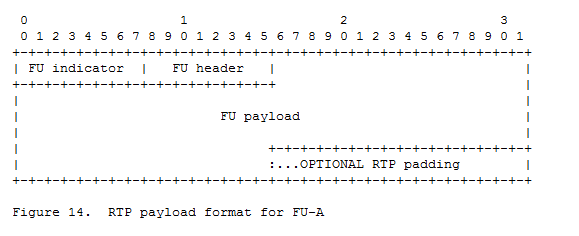 0                   1                   2                   3
0 1 2 3 4 5 6 7 8 9 0 1 2 3 4 5 6 7 8 9 0 1 2 3 4 5 6 7 8 9 0 1
+-+-+-+-+-+-+-+-+-+-+-+-+-+-+-+-+-+-+-+-+-+-+-+-+-+-+-+-+-+-+-+-+
| FU indicator  |   FU header   |                               |
+-+-+-+-+-+-+-+-+-+-+-+-+-+-+-+-+                               |
|                                                               |
|                         FU payload                            |
|                                                               |
|                               +-+-+-+-+-+-+-+-+-+-+-+-+-+-+-+-+
|                               :...OPTIONAL RTP padding        |
+-+-+-+-+-+-+-+-+-+-+-+-+-+-+-+-+-+-+-+-+-+-+-+-+-+-+-+-+-+-+-+-+
Figure 14.  RTP payload format for FU-A